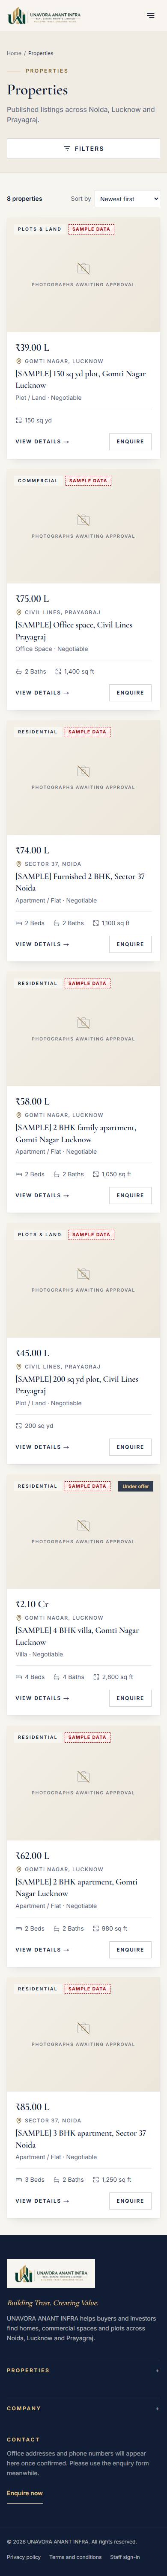 UNAVORA ANANT INFRA
Home / Properties
PROPERTIES
Properties
Published listings across Noida, Lucknow and
Prayagraj.
FILTERS
8 properties
Sort by
Newest first
PLOTS & LAND
SAMPLE DATA
PHOTOGRAPHS AWAITING APPROVAL
₹39.00 L
GOMTI NAGAR, LUCKNOW
[SAMPLE] 150 sq yd plot, Gomti Nagar
Lucknow
Plot / Land · Negotiable
150 sq yd
VIEW DETAILS →
ENQUIRE
COMMERCIAL
SAMPLE DATA
PHOTOGRAPHS AWAITING APPROVAL
₹75.00 L
CIVIL LINES, PRAYAGRAJ
[SAMPLE] Office space, Civil Lines
Prayagraj
Office Space · Negotiable
2 Baths
1,400 sq ft
VIEW DETAILS →
ENQUIRE
RESIDENTIAL
SAMPLE DATA
PHOTOGRAPHS AWAITING APPROVAL
₹74.00 L
SECTOR 37, NOIDA
[SAMPLE] Furnished 2 BHK, Sector 37
Noida
Apartment / Flat · Negotiable
2 Beds
2 Baths
1,100 sq ft
VIEW DETAILS →
ENQUIRE
RESIDENTIAL
SAMPLE DATA
PHOTOGRAPHS AWAITING APPROVAL
₹58.00 L
GOMTI NAGAR, LUCKNOW
[SAMPLE] 2 BHK family apartment,
Gomti Nagar Lucknow
Apartment / Flat · Negotiable
2 Beds
2 Baths
1,050 sq ft
VIEW DETAILS →
ENQUIRE
PLOTS & LAND
SAMPLE DATA
PHOTOGRAPHS AWAITING APPROVAL
₹45.00 L
CIVIL LINES, PRAYAGRAJ
[SAMPLE] 200 sq yd plot, Civil Lines
Prayagraj
Plot / Land · Negotiable
200 sq yd
VIEW DETAILS →
ENQUIRE
RESIDENTIAL
SAMPLE DATA
Under offer
PHOTOGRAPHS AWAITING APPROVAL
₹2.10 Cr
GOMTI NAGAR, LUCKNOW
[SAMPLE] 4 BHK villa, Gomti Nagar
Lucknow
Villa · Negotiable
4 Beds
4 Baths
2,800 sq ft
VIEW DETAILS →
ENQUIRE
RESIDENTIAL
SAMPLE DATA
PHOTOGRAPHS AWAITING APPROVAL
₹62.00 L
GOMTI NAGAR, LUCKNOW
[SAMPLE] 2 BHK apartment, Gomti
Nagar Lucknow
Apartment / Flat · Negotiable
2 Beds
2 Baths
980 sq ft
VIEW DETAILS →
ENQUIRE
RESIDENTIAL
SAMPLE DATA
PHOTOGRAPHS AWAITING APPROVAL
₹85.00 L
SECTOR 37, NOIDA
[SAMPLE] 3 BHK apartment, Sector 37
Noida
Apartment / Flat · Negotiable
3 Beds
2 Baths
1,250 sq ft
VIEW DETAILS →
ENQUIRE
UNAVORA ANANT INFRA
Building Trust. Creating Value.
UNAVORA ANANT INFRA helps buyers and investors
find homes, commercial spaces and plots across
Noida, Lucknow and Prayagraj.
PROPERTIES +
COMPANY +
CONTACT
Office addresses and phone numbers will appear
here once confirmed. Please use the enquiry form
meanwhile.
Enquire now
© 2026 UNAVORA ANANT INFRA. All rights reserved.
Privacy policy
Terms and conditions
Staff sign-in